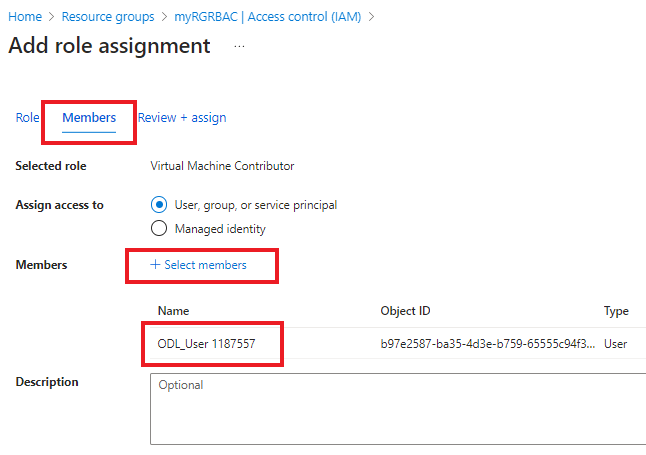 Home > Resource groups > myRGRBAC | Access control (IAM) >
Add role assignment ...
Role Members Review + assign
Selected role Virtual Machine Contributor
Assign access to User, group, or service principal
Managed identity
Members + Select members
Name Object ID Type
ODL_User 1187557 b97e2587-ba35-4d3e-b759-65555c94f3... User
Description Optional